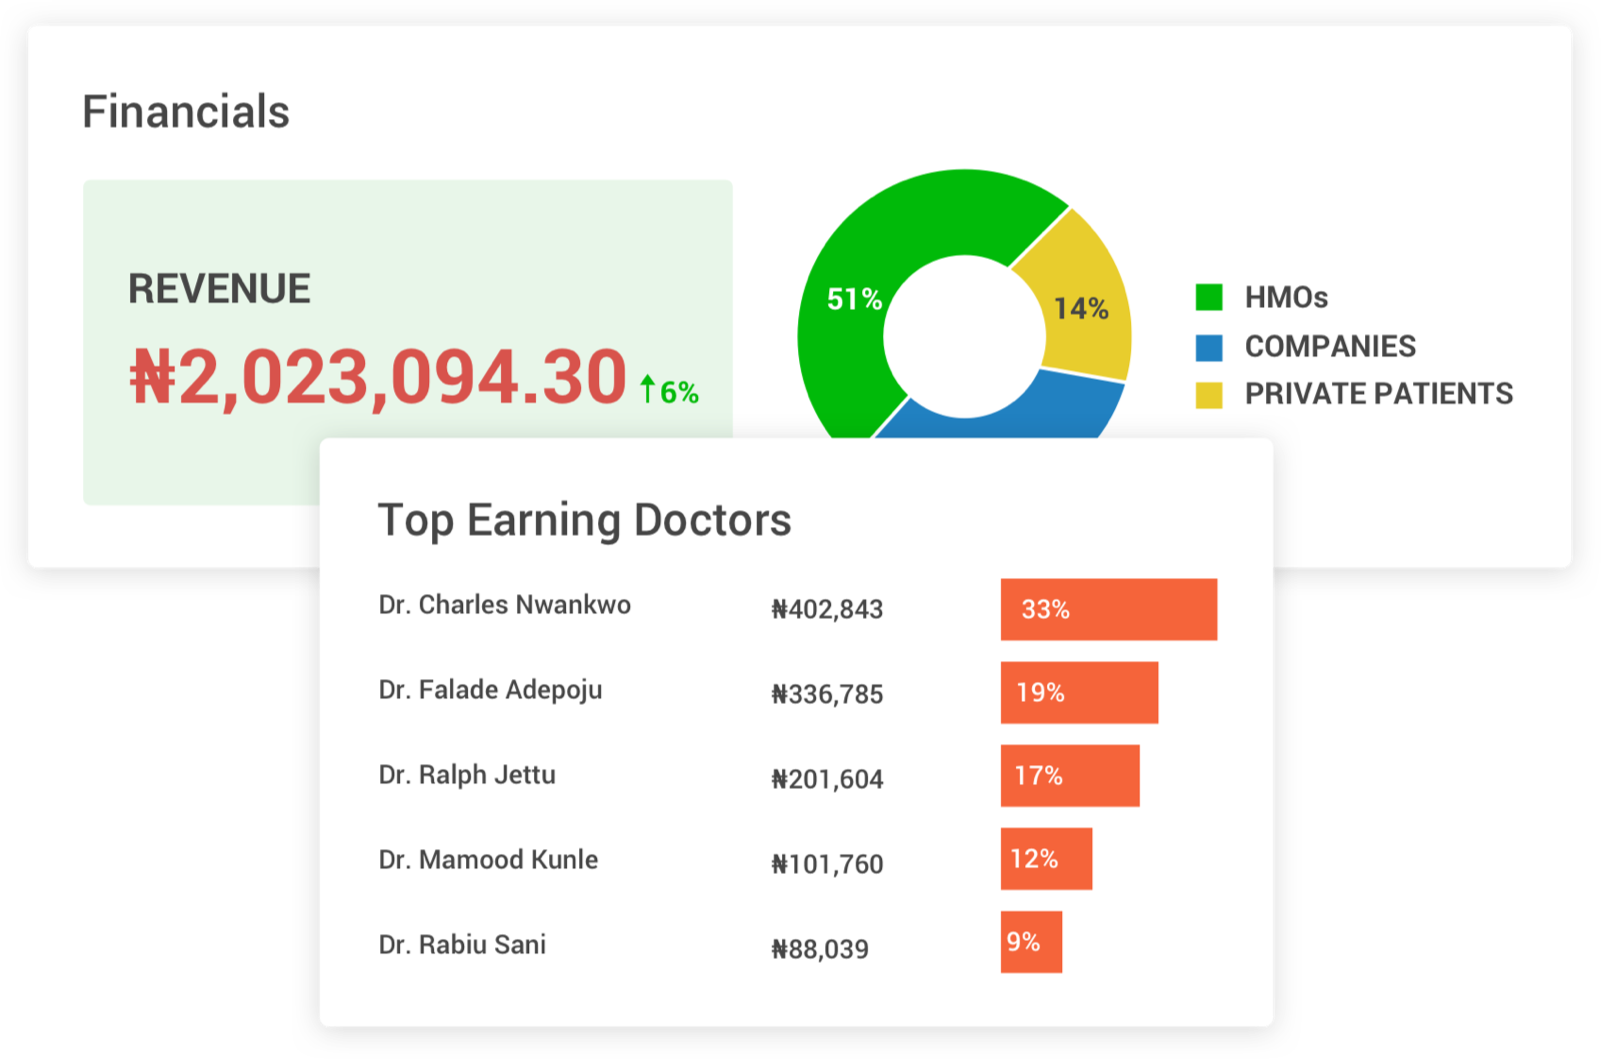 Financials
REVENUE
₦2,023,094.30 ↑6%
51%
14%
HMOs
COMPANIES
PRIVATE PATIENTS
Top Earning Doctors
Dr. Charles Nwankwo ₦402,843 33%
Dr. Falade Adepoju ₦336,785 19%
Dr. Ralph Jettu ₦201,604 17%
Dr. Mamood Kunle ₦101,760 12%
Dr. Rabiu Sani ₦88,039 9%